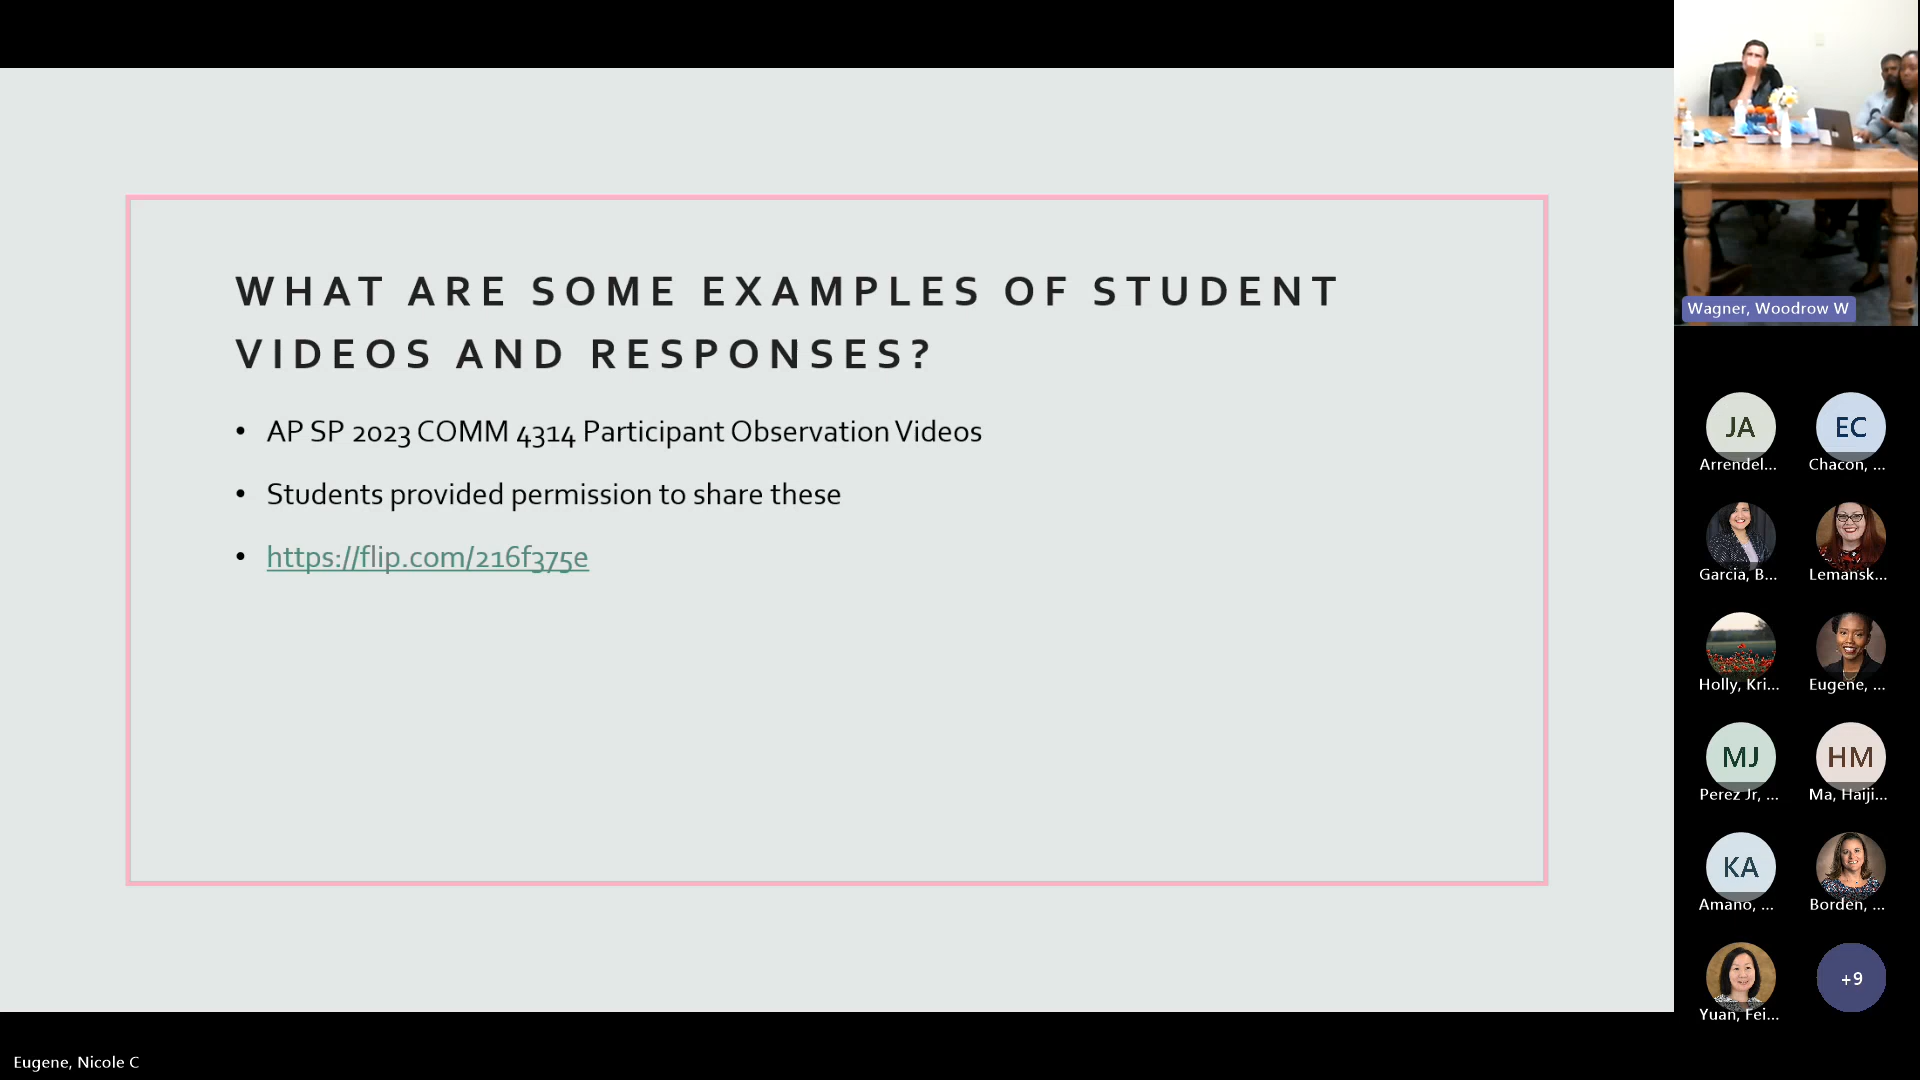 WHAT ARE SOME EXAMPLES OF STUDENT
VIDEOS AND RESPONSES?
• AP SP 2023 COMM 4314 Participant Observation Videos
• Students provided permission to share these
• https://flip.com/216f375e
Wagner, Woodrow W
JA
Arrendel...
EC
Chacon, ...
Garcia, B...
Lemansk...
Holly, Kri...
Eugene, ...
MJ
Perez Jr, ...
HM
Ma, Haiji...
KA
Amano, ...
Borden, ...
Yuan, Fei...
+9
Eugene, Nicole C